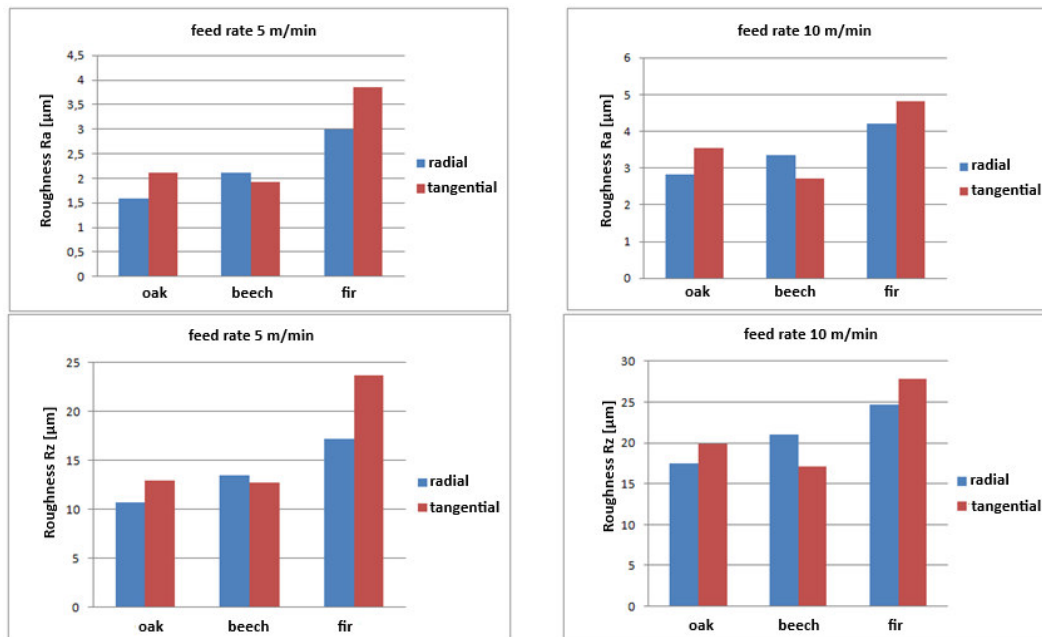 feed rate 5 m/min
Roughness Ra [µm]
4,5
4
3,5
3
2,5
2
1,5
1
0,5
0
oak beech fir
radial
tangential
feed rate 10 m/min
Roughness Ra [µm]
6
5
4
3
2
1
0
oak beech fir
radial
tangential
feed rate 5 m/min
Roughness Rz [µm]
25
20
15
10
5
0
oak beech fir
radial
tangential
feed rate 10 m/min
Roughness Rz [µm]
30
25
20
15
10
5
0
oak beech fir
radial
tangential